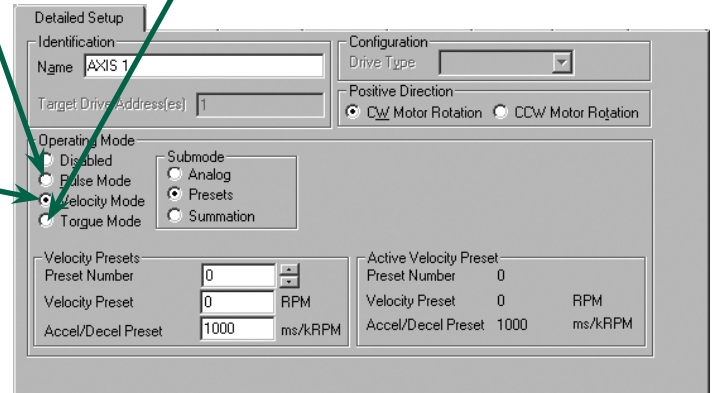 Detailed Setup
Identification
Name AXIS 1
Target Drive Address(es) 1
Configuration
Drive Type
Positive Direction
CW Motor Rotation CCW Motor Rotation
Operating Mode
Disabled
Pulse Mode
Velocity Mode
Torque Mode
Submode
Analog
Presets
Summation
Velocity Presets
Preset Number 0
Velocity Preset 0 RPM
Accel/Decel Preset 1000 ms/kRPM
Active Velocity Preset
Preset Number 0
Velocity Preset 0 RPM
Accel/Decel Preset 1000 ms/kRPM